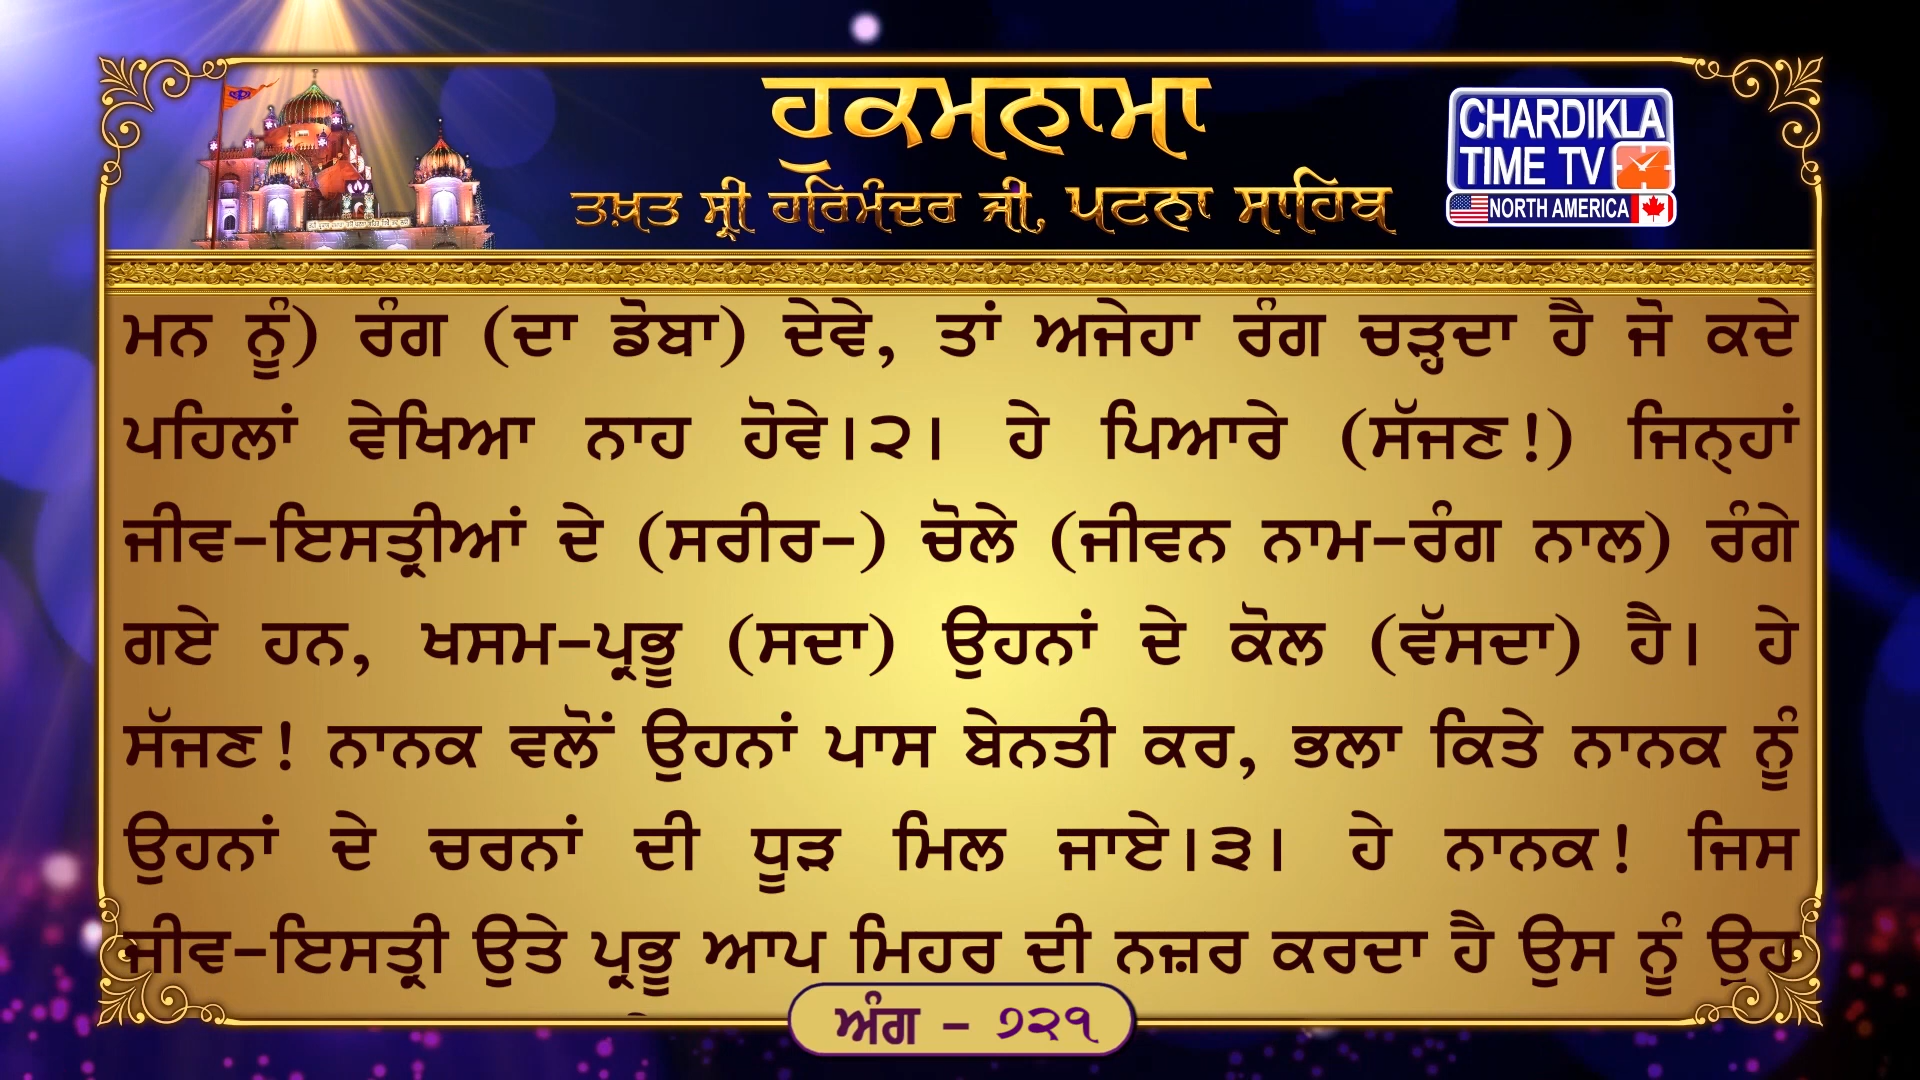 ਹੁਕਮਨਾਮਾ
ਤਖ਼ਤ ਸ੍ਰੀ ਹਰਿਮੰਦਰ ਜੀ, ਪਟਨਾ ਸਾਹਿਬ
CHARDIKLA
TIME TV
NORTH AMERICA
ਮਨ ਨੂੰ) ਰੰਗ (ਦਾ ਡੋਬਾ) ਦੇਵੇ, ਤਾਂ ਅਜੇਹਾ ਰੰਗ ਚੜ੍ਹਦਾ ਹੈ ਜੋ ਕਦੇ
ਪਹਿਲਾਂ ਵੇਖਿਆ ਨਾਹ ਹੋਵੇ।੨। ਹੇ ਪਿਆਰੇ (ਸੱਜਣ!) ਜਿਨ੍ਹਾਂ
ਜੀਵ-ਇਸਤ੍ਰੀਆਂ ਦੇ (ਸਰੀਰ-) ਚੋਲੇ (ਜੀਵਨ ਨਾਮ-ਰੰਗ ਨਾਲ) ਰੰਗੇ
ਗਏ ਹਨ, ਖਸਮ-ਪ੍ਰਭੂ (ਸਦਾ) ਉਹਨਾਂ ਦੇ ਕੋਲ (ਵੱਸਦਾ) ਹੈ। ਹੇ
ਸੱਜਣ! ਨਾਨਕ ਵਲੋਂ ਉਹਨਾਂ ਪਾਸ ਬੇਨਤੀ ਕਰ, ਭਲਾ ਕਿਤੇ ਨਾਨਕ ਨੂੰ
ਉਹਨਾਂ ਦੇ ਚਰਨਾਂ ਦੀ ਧੂੜ ਮਿਲ ਜਾਏ।੩। ਹੇ ਨਾਨਕ! ਜਿਸ
ਜੀਵ-ਇਸਤ੍ਰੀ ਉਤੇ ਪ੍ਰਭੂ ਆਪ ਮਿਹਰ ਦੀ ਨਜ਼ਰ ਕਰਦਾ ਹੈ ਉਸ ਨੂੰ ਉਹ
ਅੰਗ - ੭੨੧